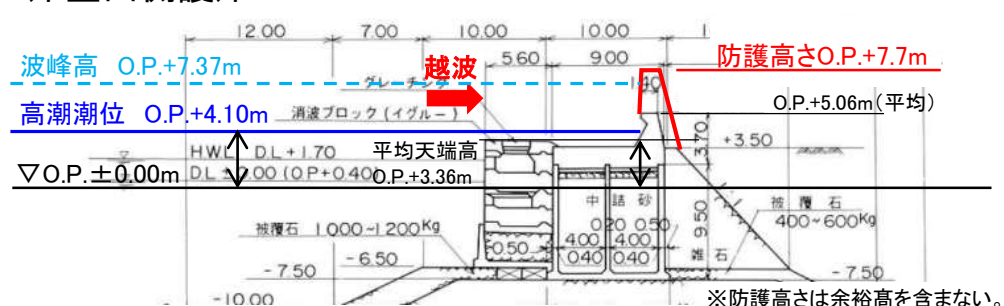 12.00 7.00 10.00 10.00 1
5.60 9.00
波峰高 O.P.+7.37m
越波
防護高さO.P.+7.7m
グレーチング
1.40
O.P.+5.06m(平均)
高潮潮位 O.P.+4.10m
消波ブロック(イグルー)
3.70
+3.50
HWL D.L+1.70
平均天端高
▽O.P.±0.00m
D.L±0.00 (O.P+0.40)
O.P.+3.36m
中詰砂
被覆石
400~600Kg
0.20 0.50
被覆石 1000~1200Kg
0.50
4.00 4.00
0.40 0.40
9.50
雑石
-6.50
-7.50
-7.50
-10.00
※防護高さは余裕高を含まない。